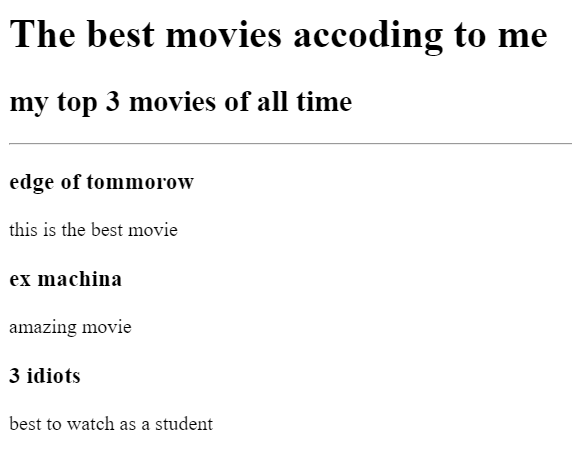 The best movies accoding to me
my top 3 movies of all time
edge of tommorow
this is the best movie
ex machina
amazing movie
3 idiots
best to watch as a student